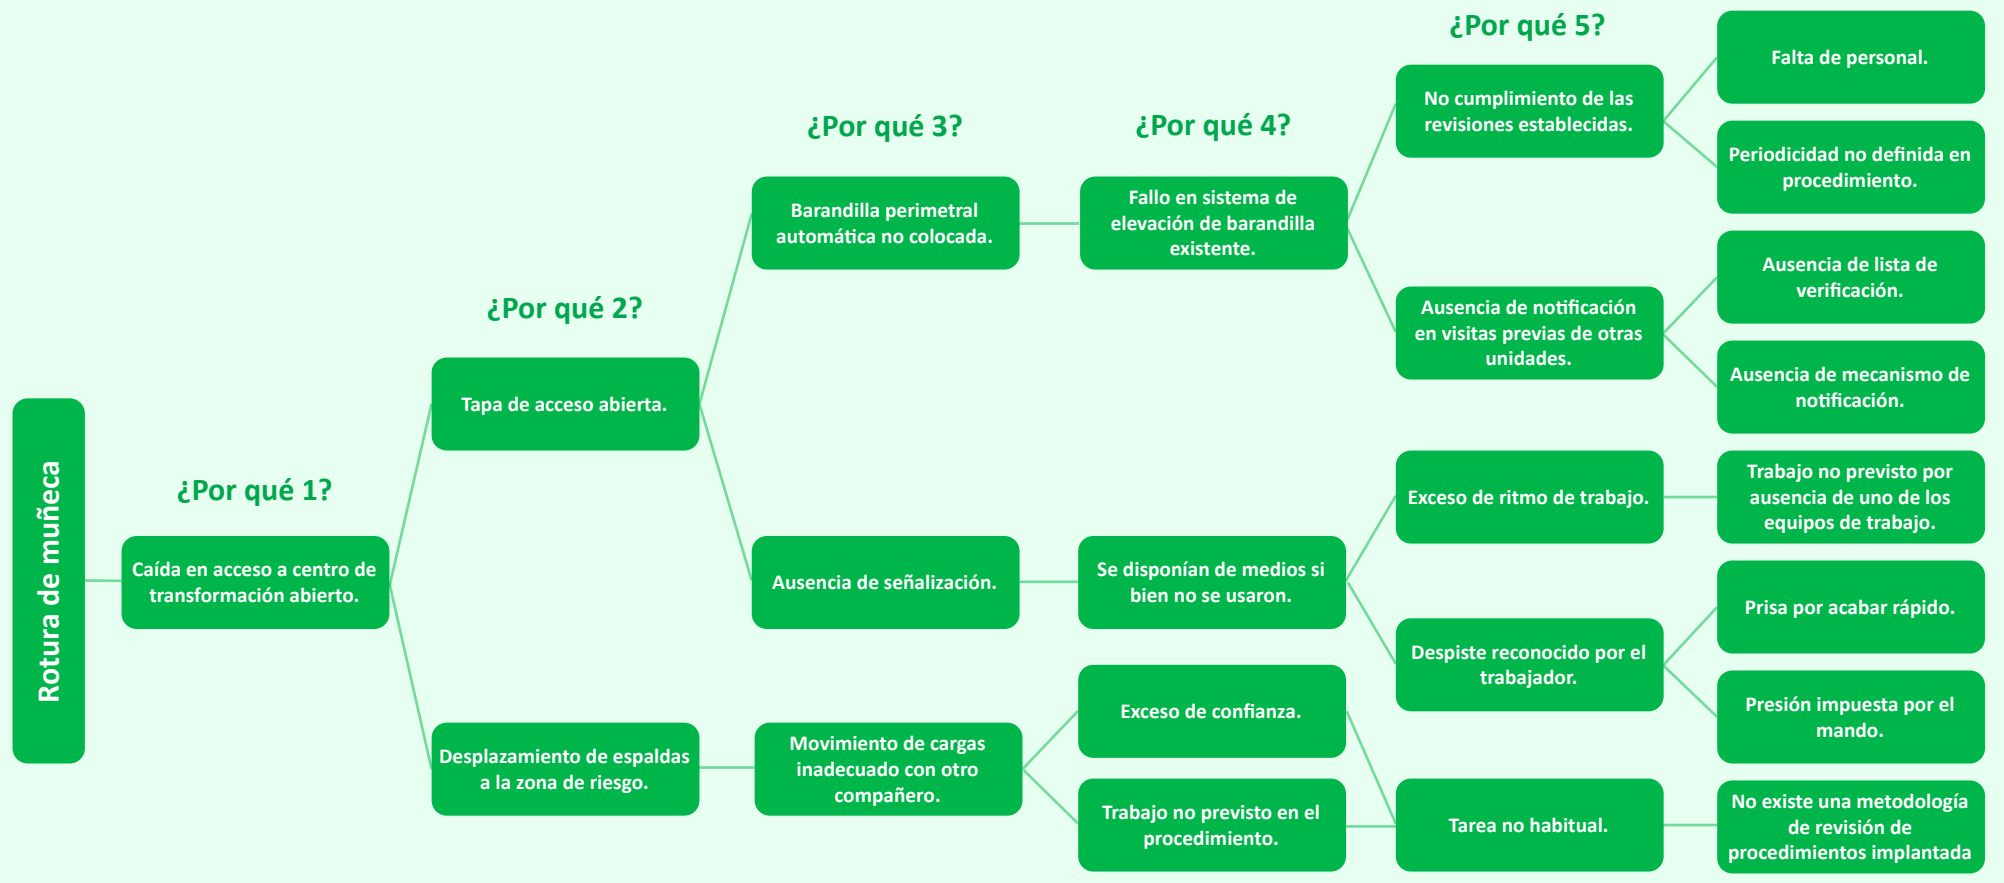 Rotura de muñeca
¿Por qué 1?
Caída en acceso a centro de
transformación abierto.
¿Por qué 2?
Tapa de acceso abierta.
Desplazamiento de espaldas
a la zona de riesgo.
¿Por qué 3?
Barandilla perimetral
automática no colocada.
Ausencia de señalización.
Movimiento de cargas
inadecuado con otro
compañero.
¿Por qué 4?
Fallo en sistema de
elevación de barandilla
existente.
Se disponían de medios si
bien no se usaron.
Exceso de confianza.
Trabajo no previsto en el
procedimiento.
¿Por qué 5?
No cumplimiento de las
revisiones establecidas.
Ausencia de notificación
en visitas previas de otras
unidades.
Exceso de ritmo de trabajo.
Despiste reconocido por el
trabajador.
Tarea no habitual.
Falta de personal.
Periodicidad no definida en
procedimiento.
Ausencia de lista de
verificación.
Ausencia de mecanismo de
notificación.
Trabajo no previsto por
ausencia de uno de los
equipos de trabajo.
Prisa por acabar rápido.
Presión impuesta por el
mando.
No existe una metodología
de revisión de
procedimientos implantada